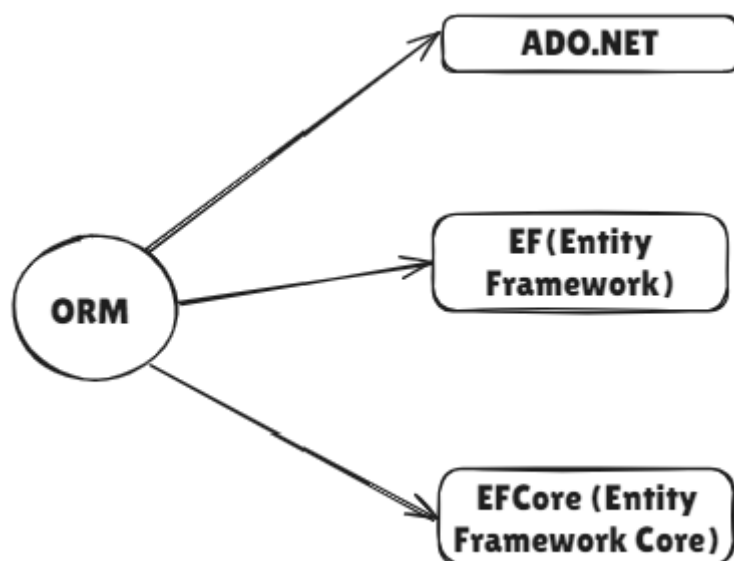 ADO.NET
EF(Entity
Framework)
ORM
EFCore (Entity
Framework Core)